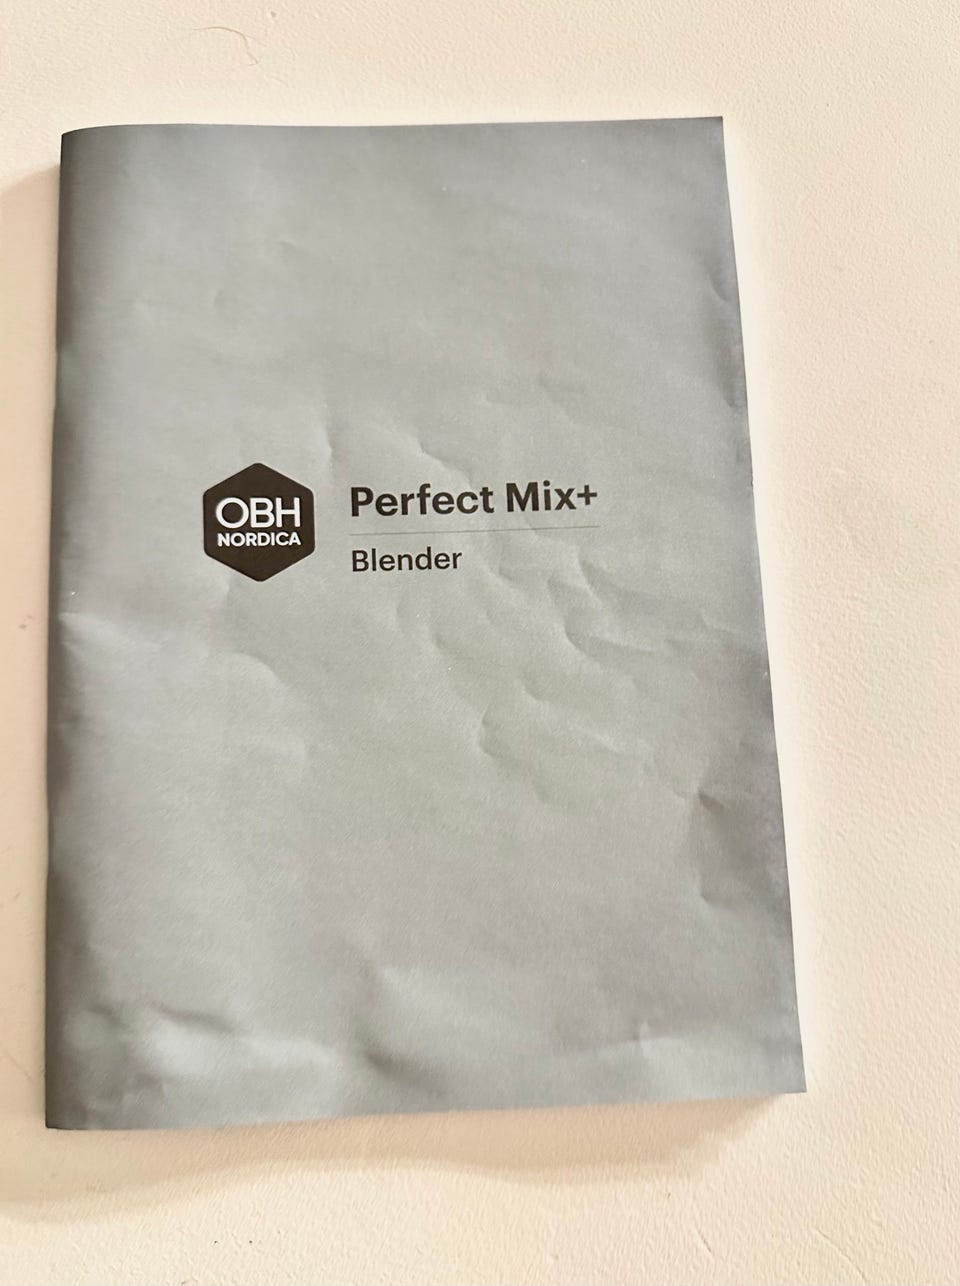 OBH
NORDICA
Perfect Mix+
Blender